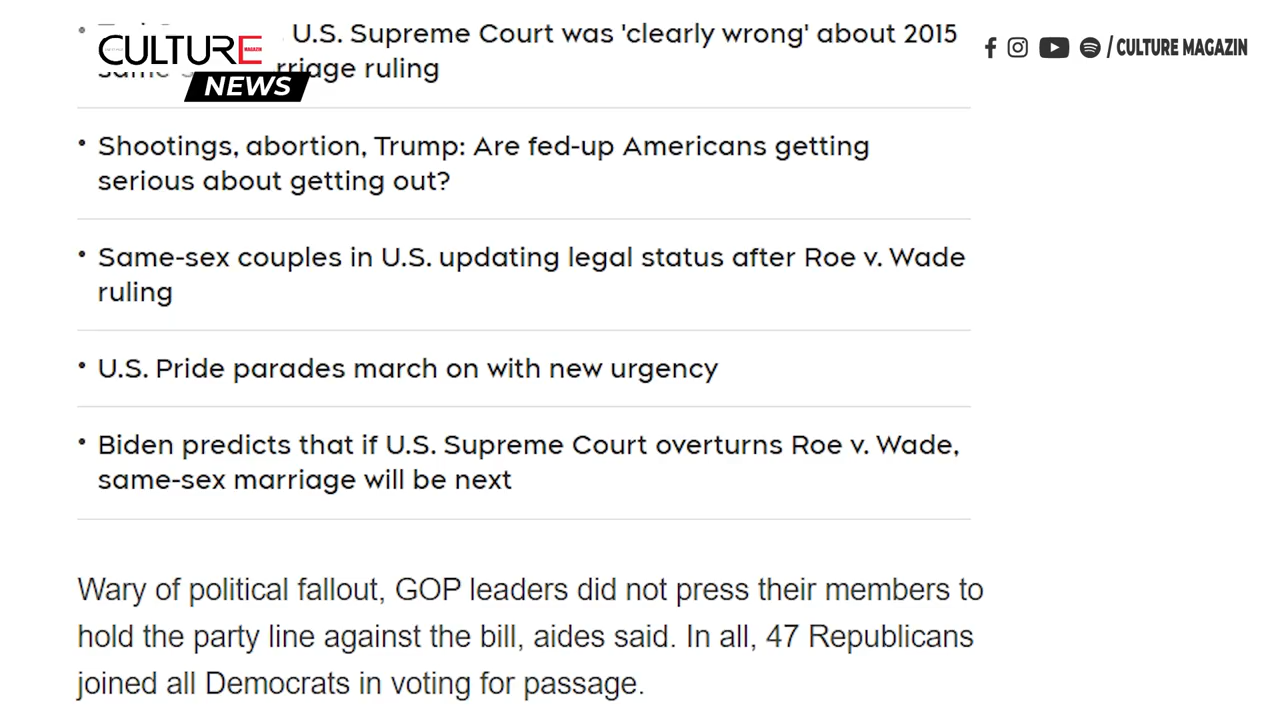 U.S. Supreme Court was 'clearly wrong' about 2015
CULTURE
MAGAZIN
/ CULTURE MAGAZIN
marriage ruling
NEWS
• Shootings, abortion, Trump: Are fed-up Americans getting
serious about getting out?
• Same-sex couples in U.S. updating legal status after Roe v. Wade
ruling
• U.S. Pride parades march on with new urgency
• Biden predicts that if U.S. Supreme Court overturns Roe v. Wade,
same-sex marriage will be next
Wary of political fallout, GOP leaders did not press their members to
hold the party line against the bill, aides said. In all, 47 Republicans
joined all Democrats in voting for passage.